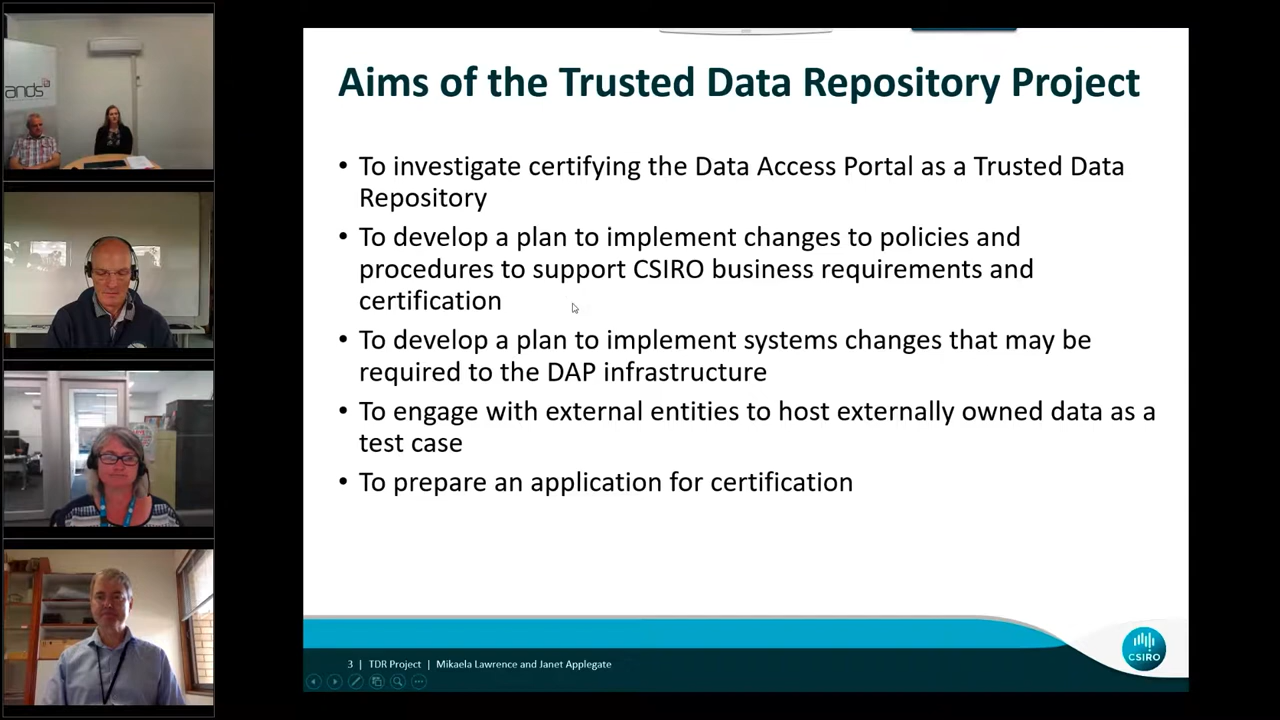 ands
Aims of the Trusted Data Repository Project
• To investigate certifying the Data Access Portal as a Trusted Data
Repository
• To develop a plan to implement changes to policies and
procedures to support CSIRO business requirements and
certification
• To develop a plan to implement systems changes that may be
required to the DAP infrastructure
• To engage with external entities to host externally owned data as a
test case
• To prepare an application for certification
3 | TDR Project | Mikaela Lawrence and Janet Applegate
CSIRO